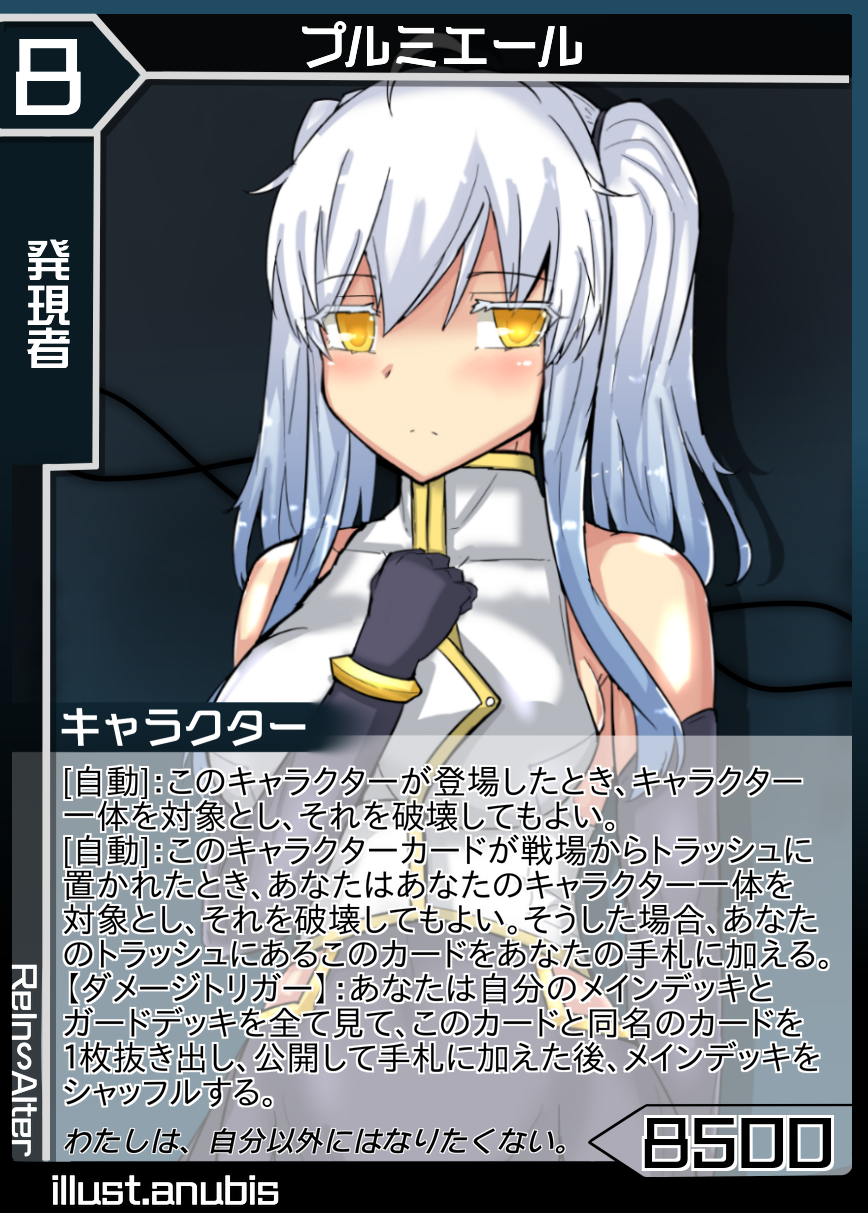 8
プルミエール
発現者
キャラクター
[自動]:このキャラクターが登場したとき、キャラクター
一体を対象とし、それを破壊してもよい。
[自動]:このキャラクターカードが戦場からトラッシュに
置かれたとき、あなたはあなたのキャラクター一体を
対象とし、それを破壊してもよい。そうした場合、あなた
のトラッシュにあるこのカードをあなたの手札に加える。
【ダメージトリガー】:あなたは自分のメインデッキと
ガードデッキを全て見て、このカードと同名のカードを
1枚抜き出し、公開して手札に加えた後、メインデッキを
シャッフルする。
わたしは、自分以外にはなりたくない。
8500
ReIn∽Alter
illust.anubis